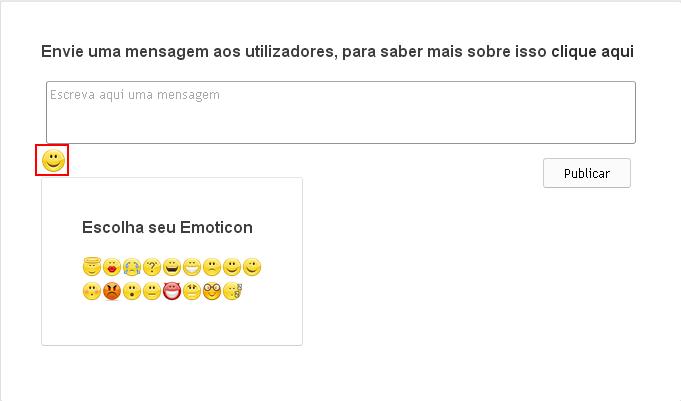 Envie uma mensagem aos utilizadores, para saber mais sobre isso clique aqui
Escreva aqui uma mensagem
Publicar
Escolha seu Emoticon